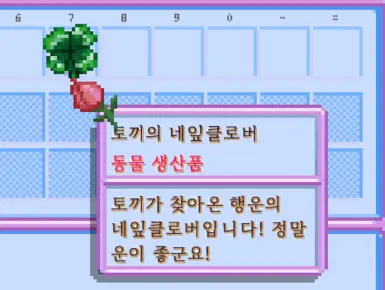 6 7 8 9 0 - =
토끼의 네잎클로버
동물 생산품
토끼가 찾아온 행운의
네잎클로버입니다! 정말
운이 좋군요!